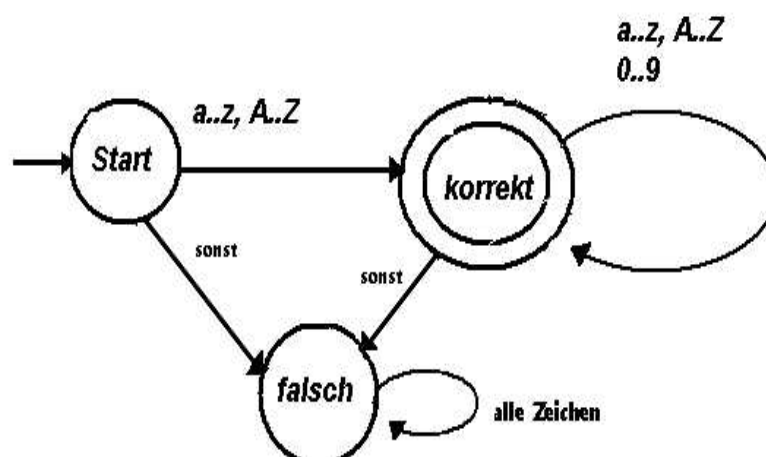 a..z, A..Z
0..9
a..z, A..Z
Start
korrekt
sonst
sonst
falsch
alle Zeichen